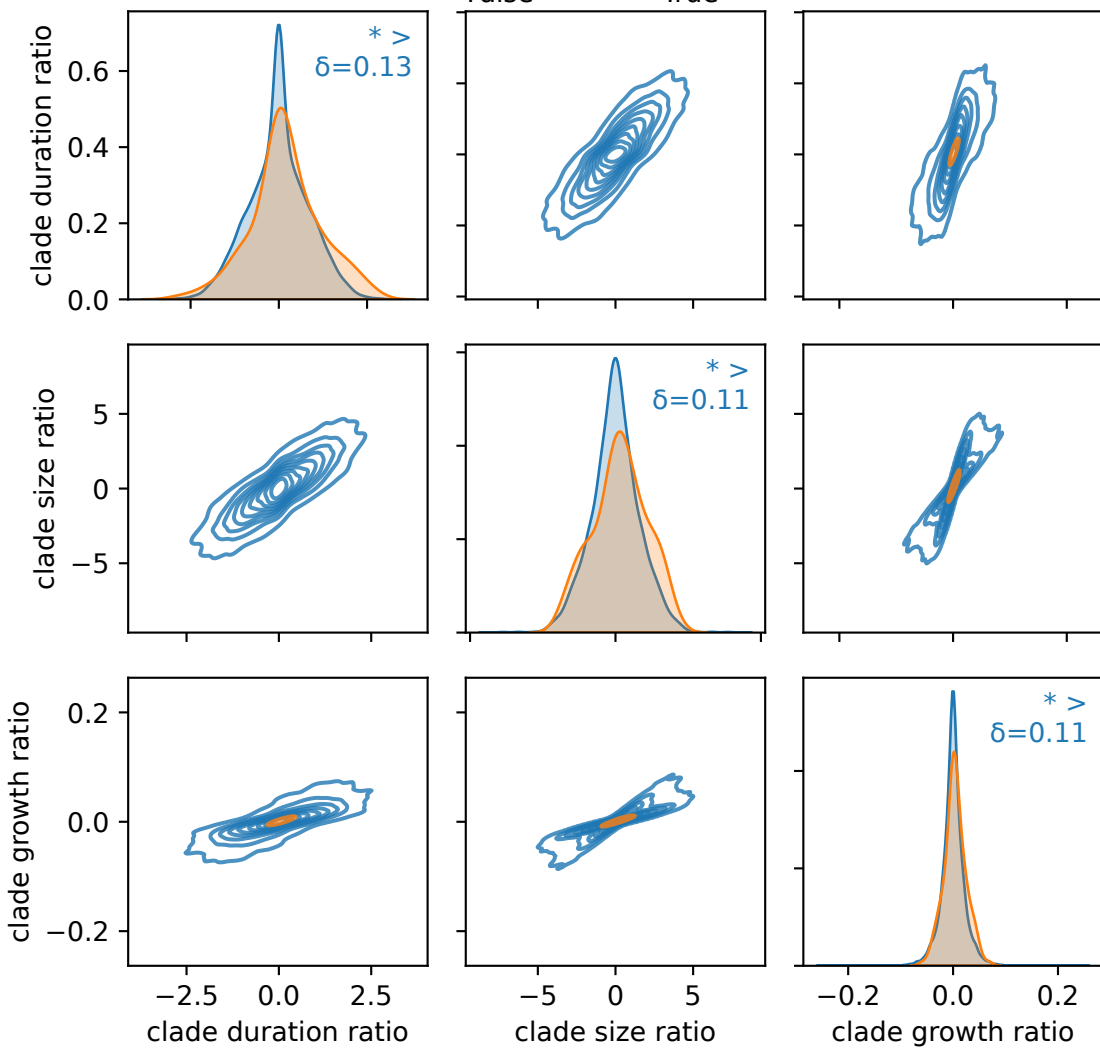 True
clade duration ratio
0.6
0.4
0.2
0.0
* >
δ=0.13
clade size ratio
5
0
−5
* >
δ=0.11
clade growth ratio
0.2
0.0
−0.2
* >
δ=0.11
−2.5 0.0 2.5
−5 0 5
−0.2 0.0 0.2
clade duration ratio
clade size ratio
clade growth ratio